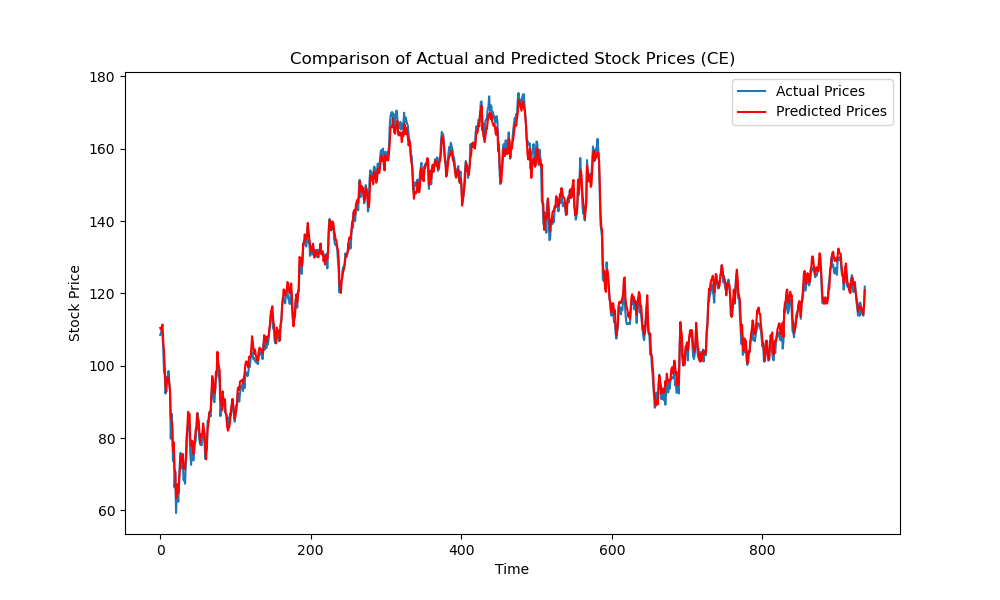 Comparison of Actual and Predicted Stock Prices (CE)
Actual Prices
Predicted Prices
180
160
140
120
100
80
60
Stock Price
0 200 400 600 800
Time